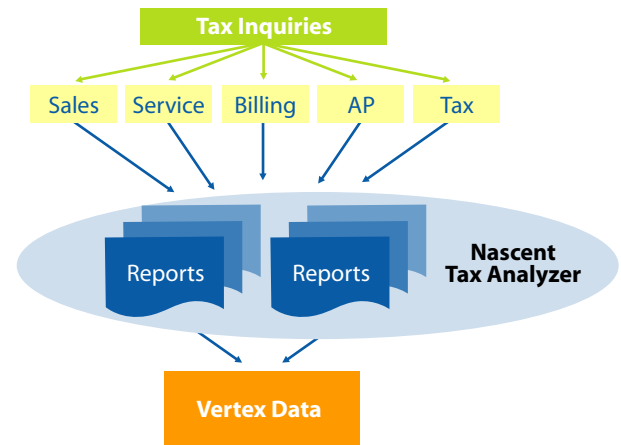 Tax Inquiries
Sales Service Billing AP Tax
Reports Reports
Nascent
Tax Analyzer
Vertex Data